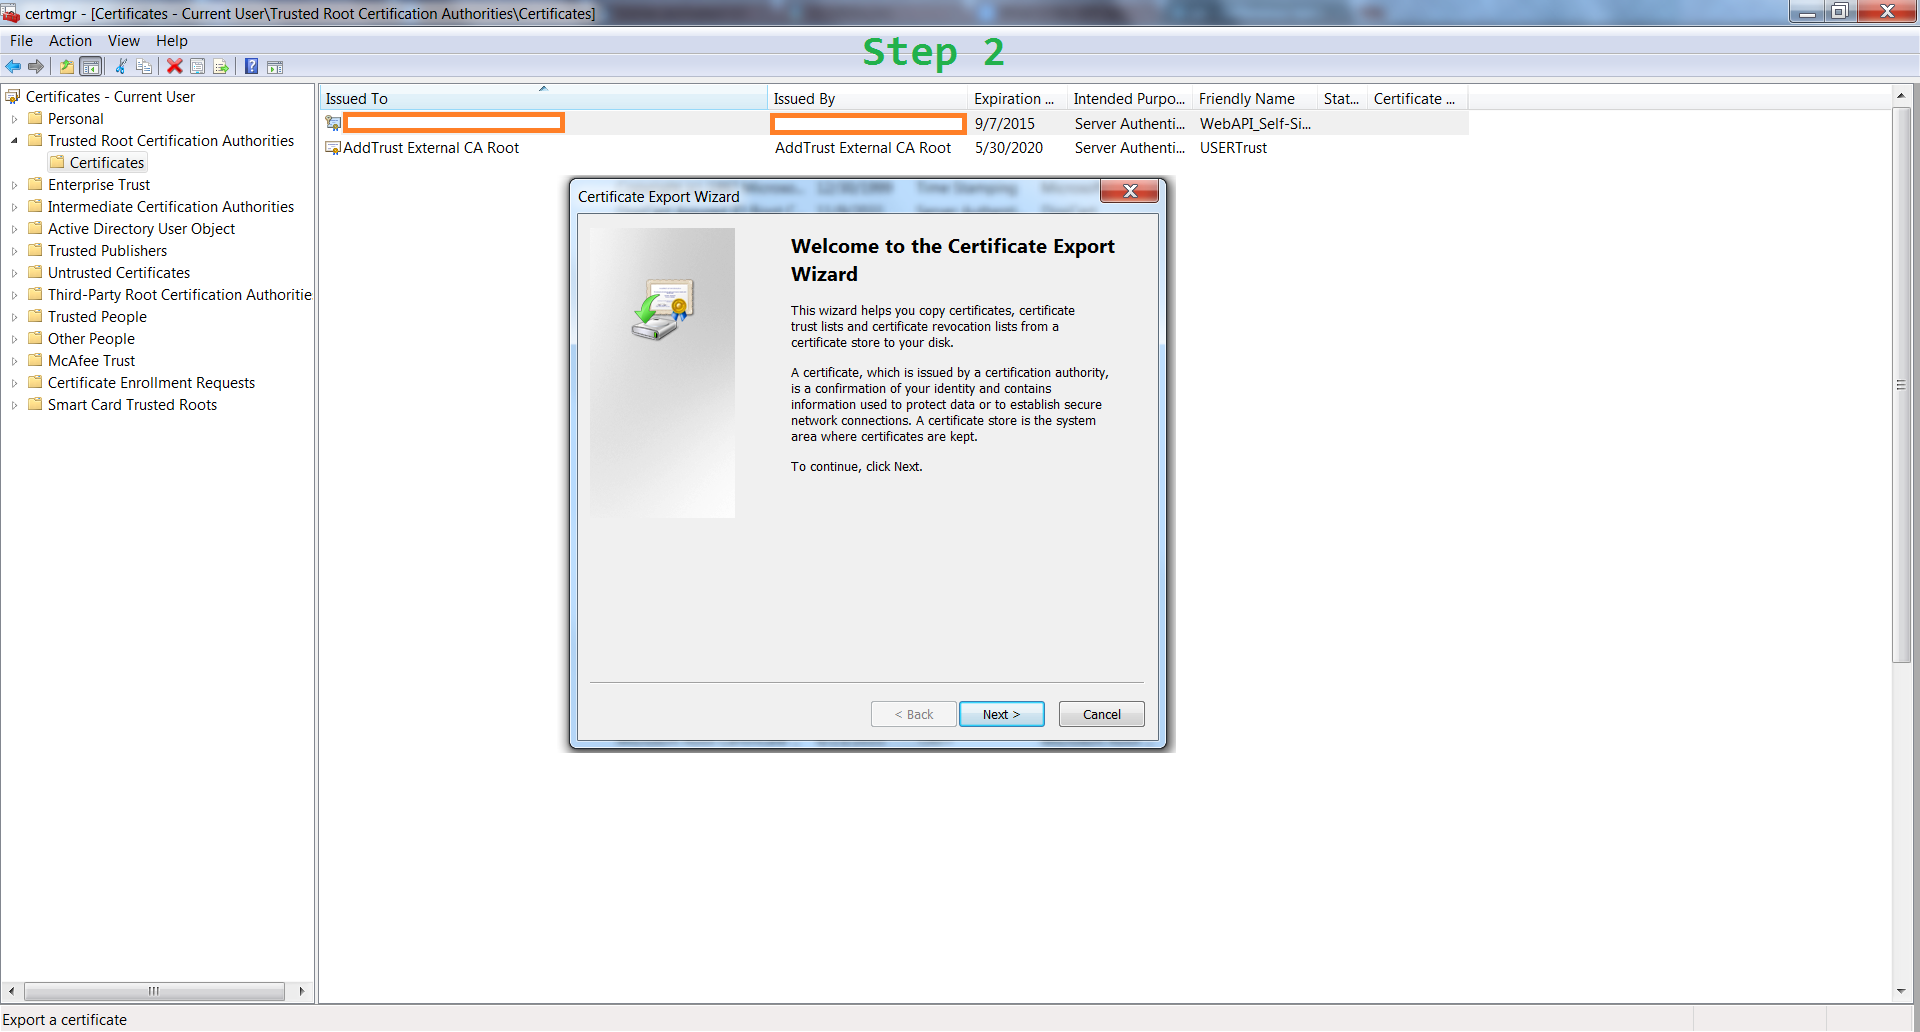 certmgr - [Certificates - Current User\Trusted Root Certification Authorities\Certificates]
File Action View Help
Step 2
Certificates - Current User
Personal
Trusted Root Certification Authorities
Certificates
Enterprise Trust
Intermediate Certification Authorities
Active Directory User Object
Trusted Publishers
Untrusted Certificates
Third-Party Root Certification Authoritie
Trusted People
Other People
McAfee Trust
Certificate Enrollment Requests
Smart Card Trusted Roots
Issued To Issued By Expiration ... Intended Purpo... Friendly Name Stat... Certificate ...
9/7/2015 Server Authenti... WebAPI_Self-Si...
AddTrust External CA Root AddTrust External CA Root 5/30/2020 Server Authenti... USERTrust
Certificate Export Wizard
Welcome to the Certificate Export
Wizard
This wizard helps you copy certificates, certificate
trust lists and certificate revocation lists from a
certificate store to your disk.
A certificate, which is issued by a certification authority,
is a confirmation of your identity and contains
information used to protect data or to establish secure
network connections. A certificate store is the system
area where certificates are kept.
To continue, click Next.
< Back Next > Cancel
Export a certificate